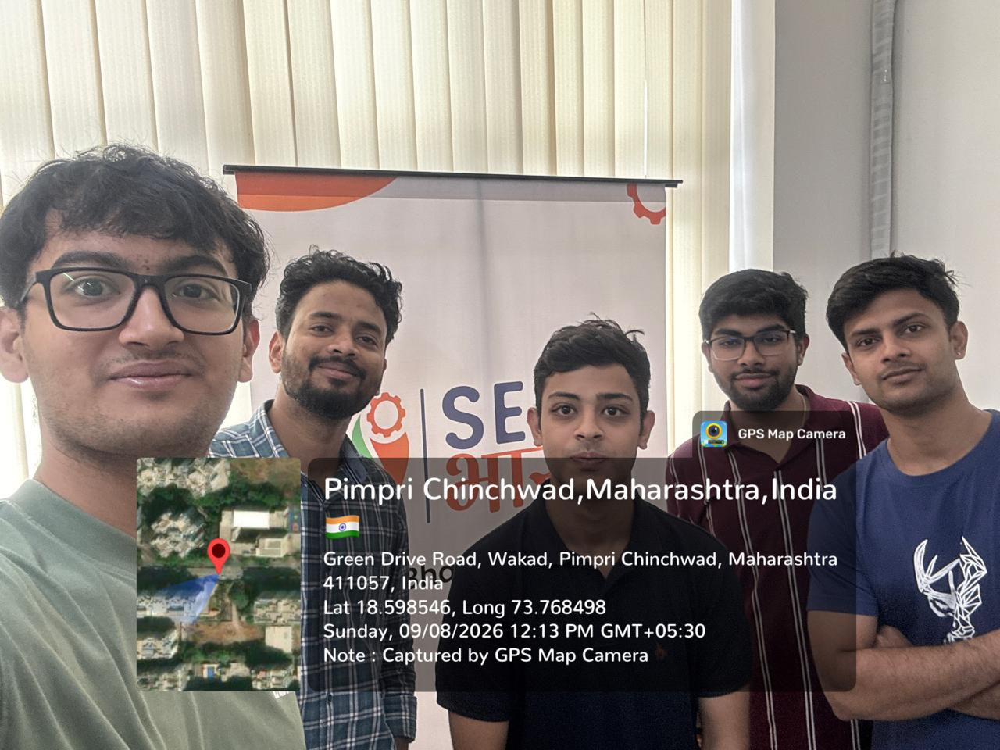 SE
GPS Map Camera
Pimpri Chinchwad,Maharashtra,India
Green Drive Road, Wakad, Pimpri Chinchwad, Maharashtra
411057, India
Lat 18.598546, Long 73.768498
Sunday, 09/08/2026 12:13 PM GMT+05:30
Note : Captured by GPS Map Camera